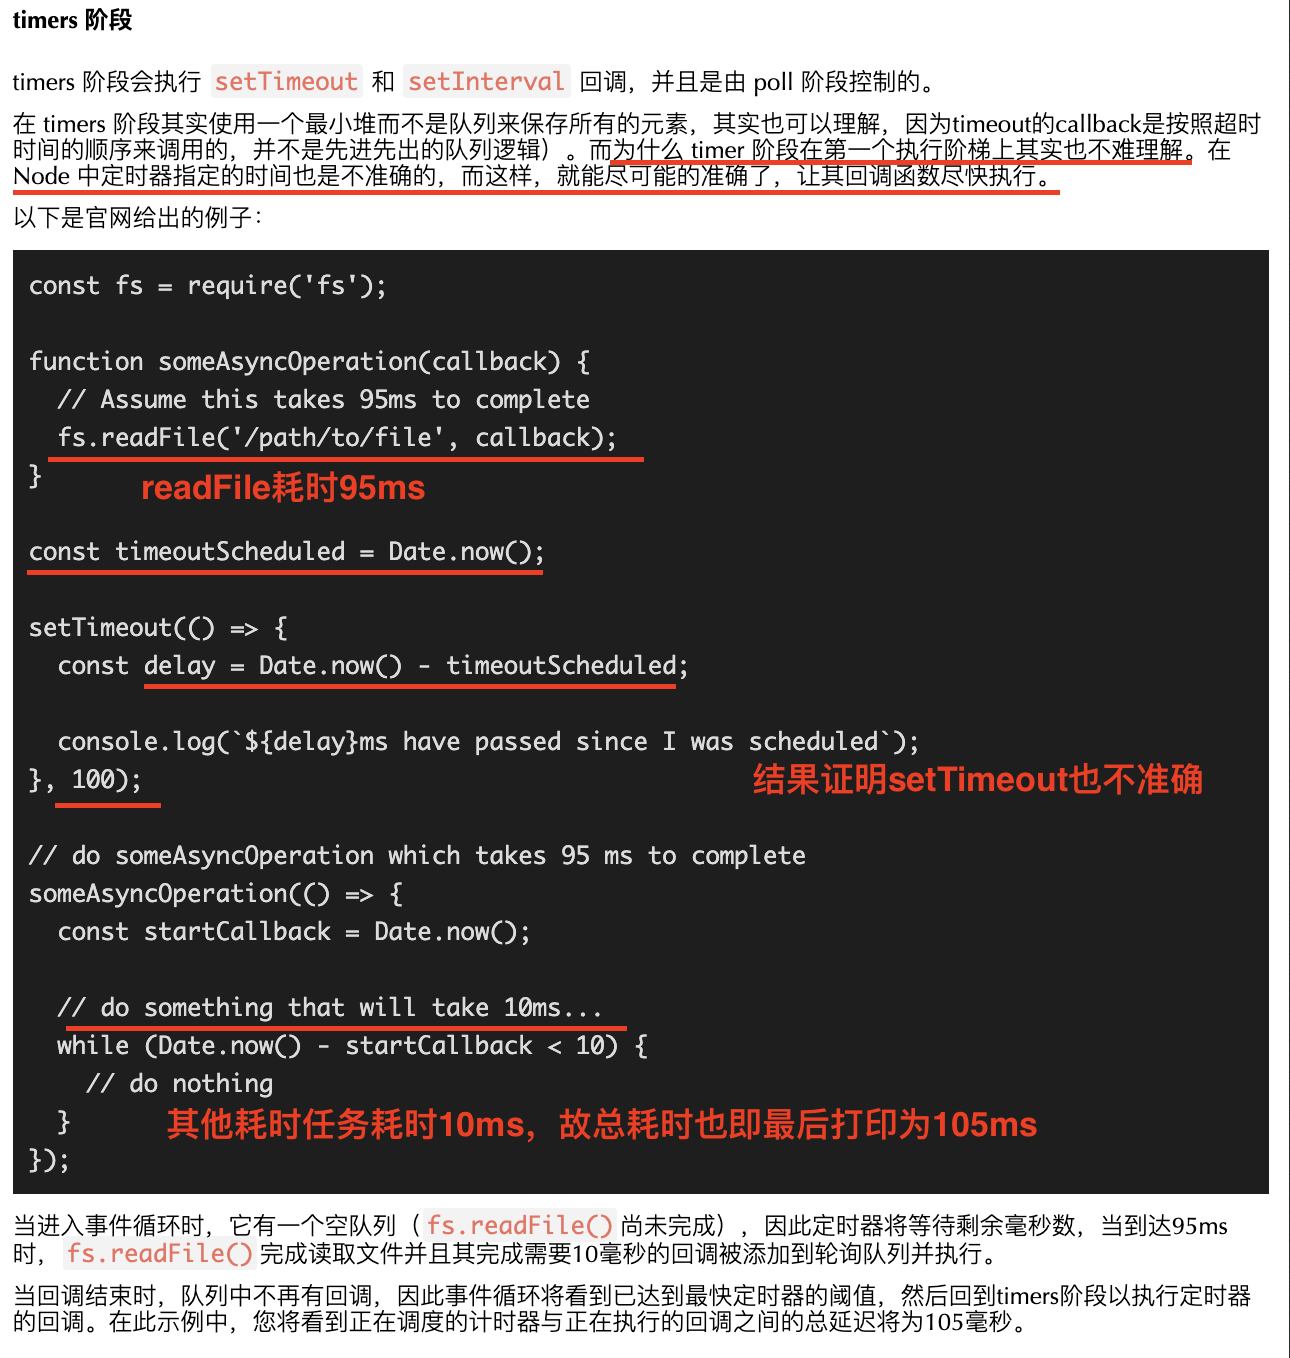 timers 阶段
timers 阶段会执行 setTimeout 和 setInterval 回调，并且是由 poll 阶段控制的。
在 timers 阶段其实使用一个最小堆而不是队列来保存所有的元素，其实也可以理解，因为timeout的callback是按照超时
时间的顺序来调用的，并不是先进先出的队列逻辑）。而为什么 timer 阶段在第一个执行阶梯上其实也不难理解。在
Node 中定时器指定的时间也是不准确的，而这样，就能尽可能的准确了，让其回调函数尽快执行。
以下是官网给出的例子：
const fs = require('fs');
function someAsyncOperation(callback) {
// Assume this takes 95ms to complete
fs.readFile('/path/to/file', callback);
}
readFile耗时95ms
const timeoutScheduled = Date.now();
setTimeout(() => {
const delay = Date.now() - timeoutScheduled;
console.log(`${delay}ms have passed since I was scheduled`);
}, 100);
结果证明setTimeout也不准确
// do someAsyncOperation which takes 95 ms to complete
someAsyncOperation(() => {
const startCallback = Date.now();
// do something that will take 10ms...
while (Date.now() - startCallback < 10) {
// do nothing
}
其他耗时任务耗时10ms，故总耗时也即最后打印为105ms
});
当进入事件循环时，它有一个空队列（fs.readFile()尚未完成），因此定时器将等待剩余毫秒数，当到达95ms
时，fs.readFile()完成读取文件并且其完成需要10毫秒的回调被添加到轮询队列并执行。
当回调结束时，队列中不再有回调，因此事件循环将看到已达到最快定时器的阈值，然后回到timers阶段以执行定时器
的回调。在此示例中，您将看到正在调度的计时器与正在执行的回调之间的总延迟将为105毫秒。